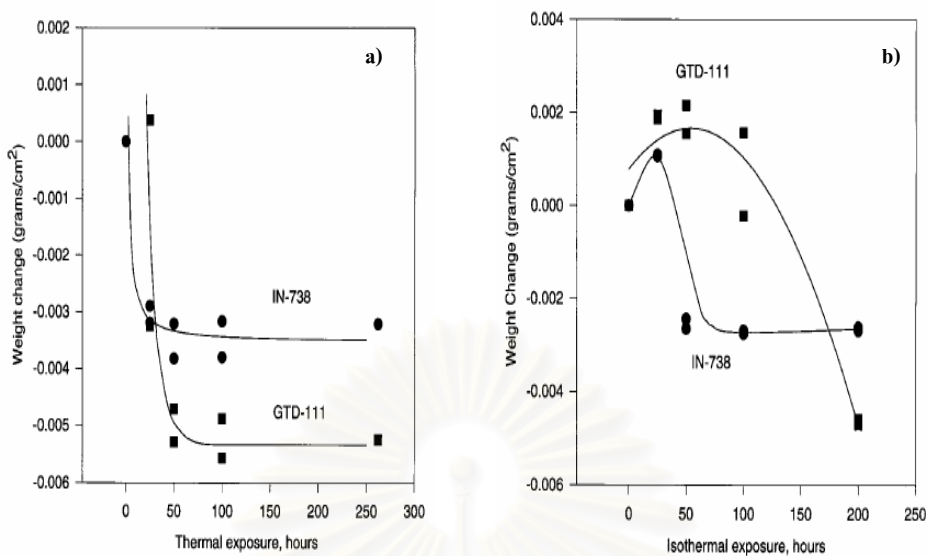 a)
Weight change (grams/cm2)
0.002
0.001
0.000
-0.001
-0.002
-0.003
-0.004
-0.005
-0.006
IN-738
GTD-111
0 50 100 150 200 250 300
Thermal exposure, hours
b)
Weight Change (grams/cm2)
0.004
0.002
0.000
-0.002
-0.004
-0.006
GTD-111
IN-738
0 50 100 150 200 250
Isothermal exposure, hours